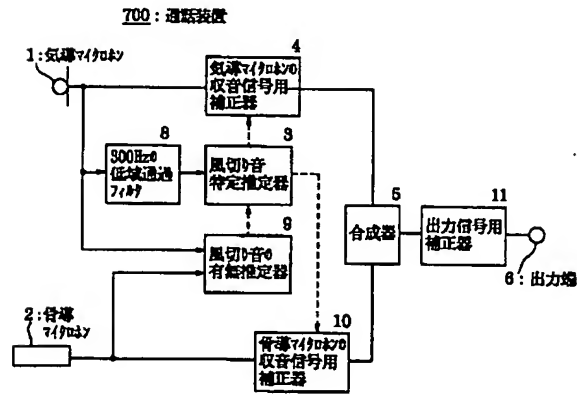 700：通話装置
1：気導マイクロホン
4
気導マイクロホンの
収音信号用
補正器
8
300Hzの
低域通過
フィルタ
3
風切り音
特定推定器
9
風切り音の
有無推定器
5
合成器
11
出力信号用
補正器
6：出力端
2：骨導
マイクロホン
10
骨導マイクロホンの
収音信号用
補正器